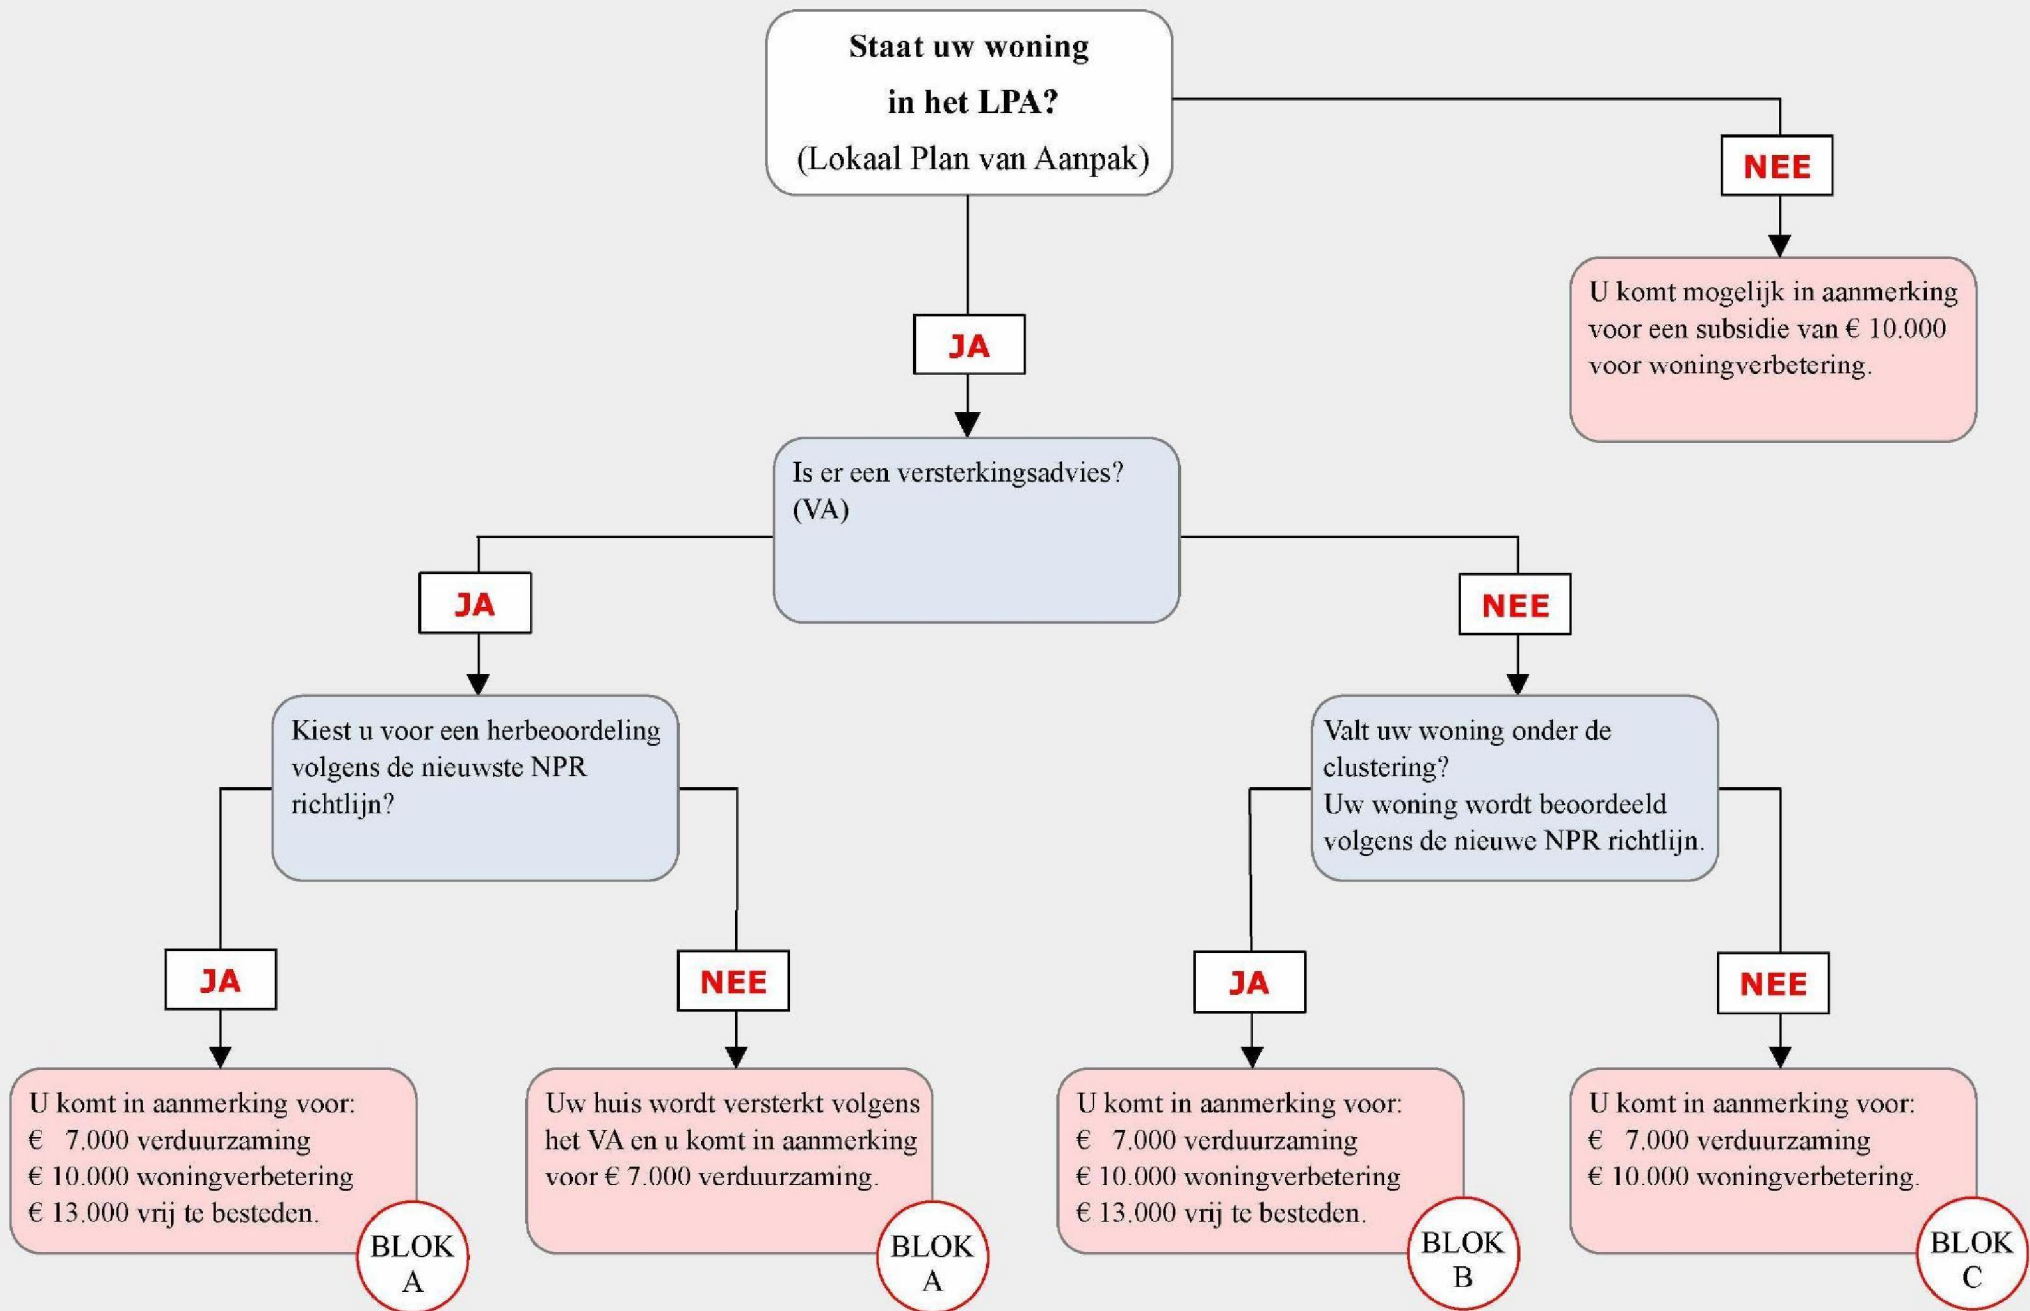 Staat uw woning
in het LPA?
(Lokaal Plan van Aanpak)
NEE
U komt mogelijk in aanmerking
voor een subsidie van € 10.000
voor woningverbetering.
JA
Is er een versterkingsadvies?
(VA)
JA
NEE
Kiest u voor een herbeoordeling
volgens de nieuwste NPR
richtlijn?
Valt uw woning onder de
clustering?
Uw woning wordt beoordeeld
volgens de nieuwe NPR richtlijn.
JA
NEE
JA
NEE
U komt in aanmerking voor:
€ 7.000 verduurzaming
€ 10.000 woningverbetering
€ 13.000 vrij te besteden.
BLOK
A
Uw huis wordt versterkt volgens
het VA en u komt in aanmerking
voor € 7.000 verduurzaming.
BLOK
A
U komt in aanmerking voor:
€ 7.000 verduurzaming
€ 10.000 woningverbetering
€ 13.000 vrij te besteden.
BLOK
B
U komt in aanmerking voor:
€ 7.000 verduurzaming
€ 10.000 woningverbetering.
BLOK
C